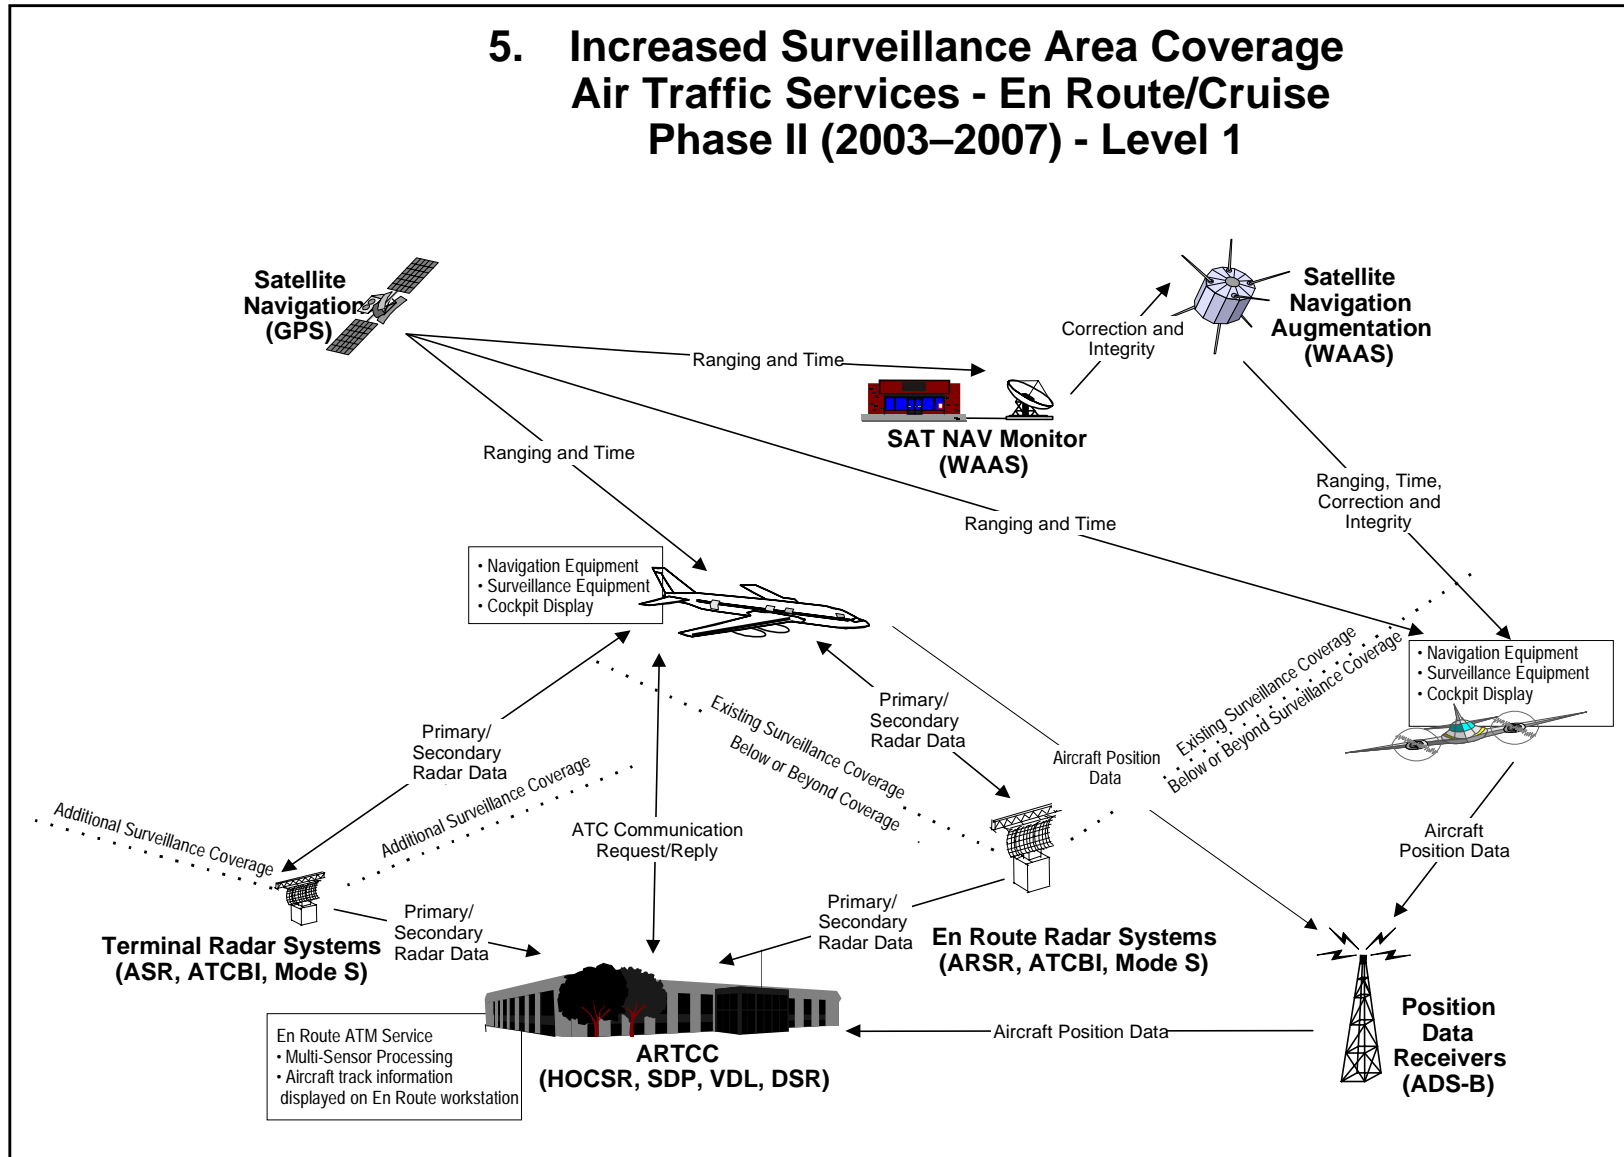 5. Increased Surveillance Area Coverage
Air Traffic Services - En Route/Cruise
Phase II (2003–2007) - Level 1
Satellite
Navigation
(GPS)
Satellite
Navigation
Augmentation
(WAAS)
Correction and
Integrity
Ranging and Time
SAT NAV Monitor
(WAAS)
Ranging and Time
Ranging, Time,
Correction and
Integrity
Ranging and Time
• Navigation Equipment
• Surveillance Equipment
• Cockpit Display
• Navigation Equipment
• Surveillance Equipment
• Cockpit Display
Primary/
Secondary
Radar Data
Existing Surveillance Coverage
Below or Beyond Coverage
Primary/
Secondary
Radar Data
Aircraft Position
Data
Existing Surveillance Coverage
Below or Beyond Surveillance Coverage
Additional Surveillance Coverage
Additional Surveillance Coverage
ATC Communication
Request/Reply
Aircraft
Position Data
Primary/
Secondary
Radar Data
Primary/
Secondary
Radar Data
Terminal Radar Systems
(ASR, ATCBI, Mode S)
En Route Radar Systems
(ARSR, ATCBI, Mode S)
Aircraft Position Data
Position
Data
Receivers
(ADS-B)
ARTCC
(HOCSR, SDP, VDL, DSR)
En Route ATM Service
• Multi-Sensor Processing
• Aircraft track information
displayed on En Route workstation